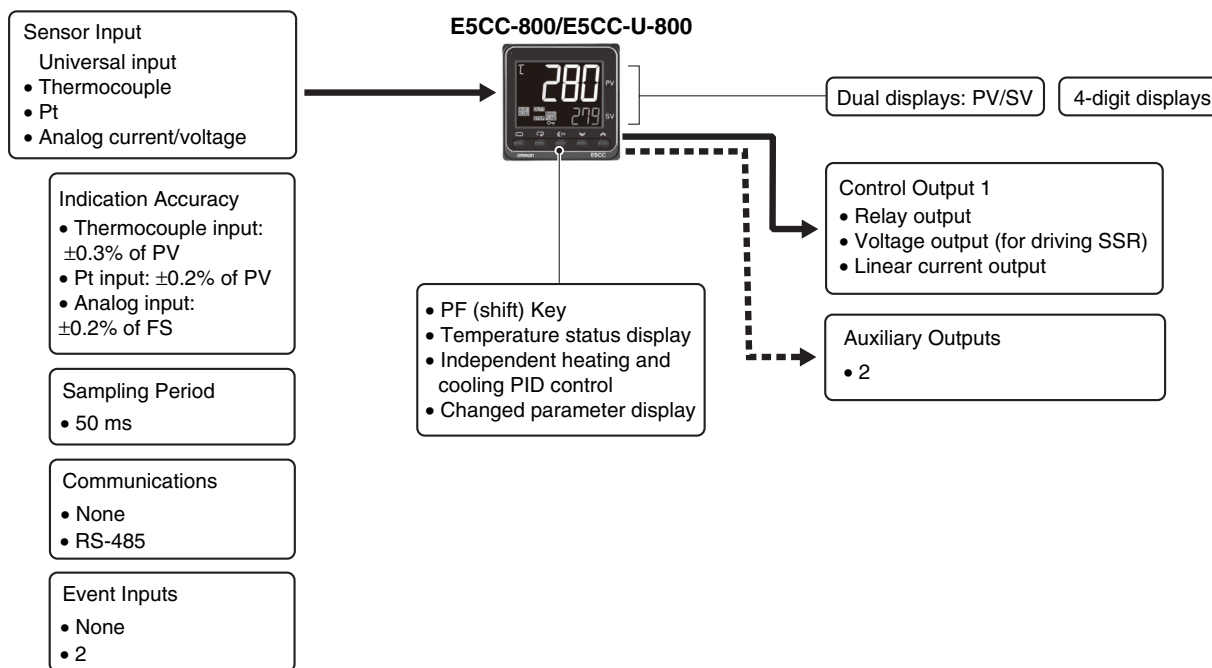 E5CC-800/E5CC-U-800
Sensor Input
Universal input
• Thermocouple
• Pt
• Analog current/voltage
Indication Accuracy
• Thermocouple input:
±0.3% of PV
• Pt input: ±0.2% of PV
• Analog input:
±0.2% of FS
Sampling Period
• 50 ms
Communications
• None
• RS-485
Event Inputs
• None
• 2
280
PV
279
SV
PF
OMRON
E5CC
• PF (shift) Key
• Temperature status display
• Independent heating and
cooling PID control
• Changed parameter display
Dual displays: PV/SV
4-digit displays
Control Output 1
• Relay output
• Voltage output (for driving SSR)
• Linear current output
Auxiliary Outputs
• 2